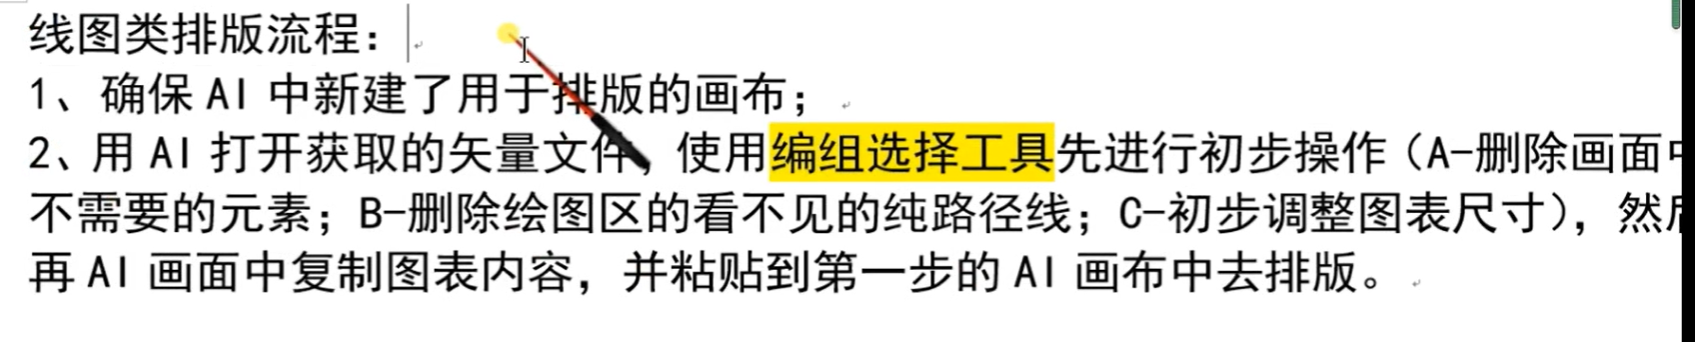 线图类排版流程：
1、确保 AI 中新建了用于排版的画布；
2、用 AI 打开获取的矢量文件，使用编组选择工具先进行初步操作（A-删除画面中
不需要的元素；B-删除绘图区的看不见的纯路径线；C-初步调整图表尺寸），然后
再 AI 画面中复制图表内容，并粘贴到第一步的 AI 画布中去排版。